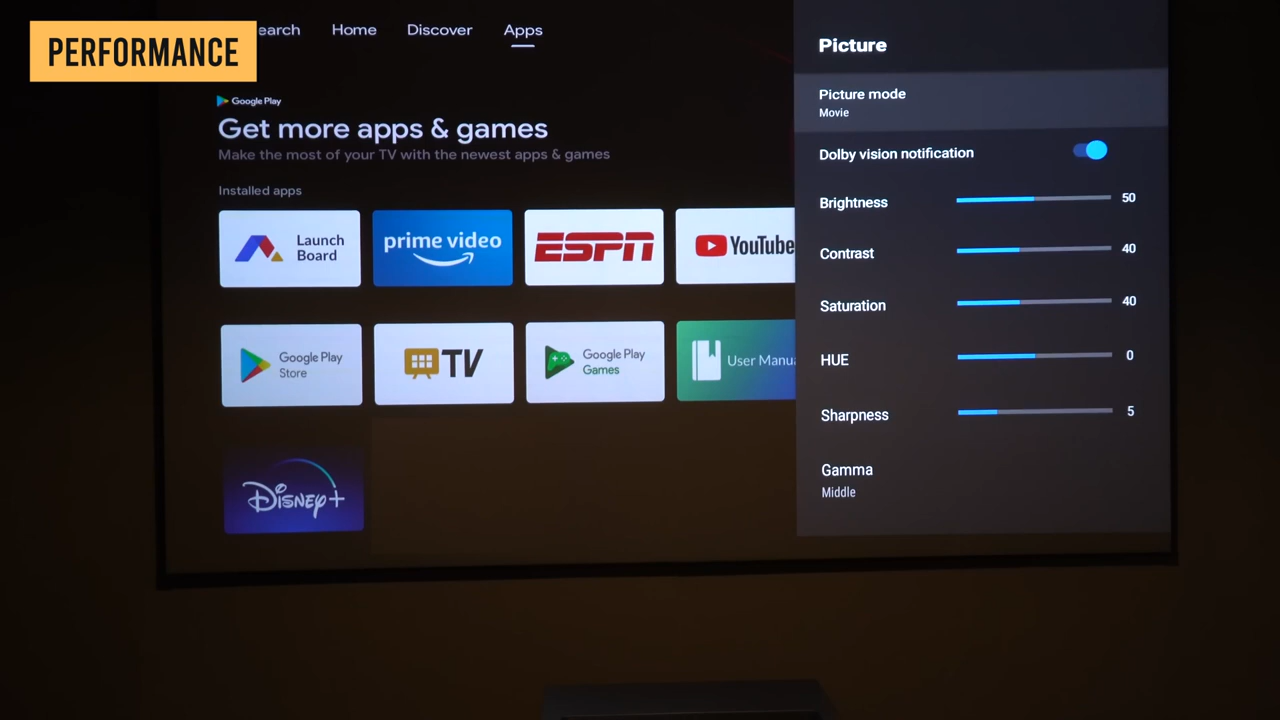 PERFORMANCE
earch Home Discover Apps
Google Play
Get more apps & games
Make the most of your TV with the newest apps & games
Installed apps
Launch
Board
prime video
ESPN
YouTube
Google Play
Store
TV
Google Play
Games
User Manua
Disney+
Picture
Picture mode
Movie
Dolby vision notification
Brightness 50
Contrast 40
Saturation 40
HUE 0
Sharpness 5
Gamma
Middle